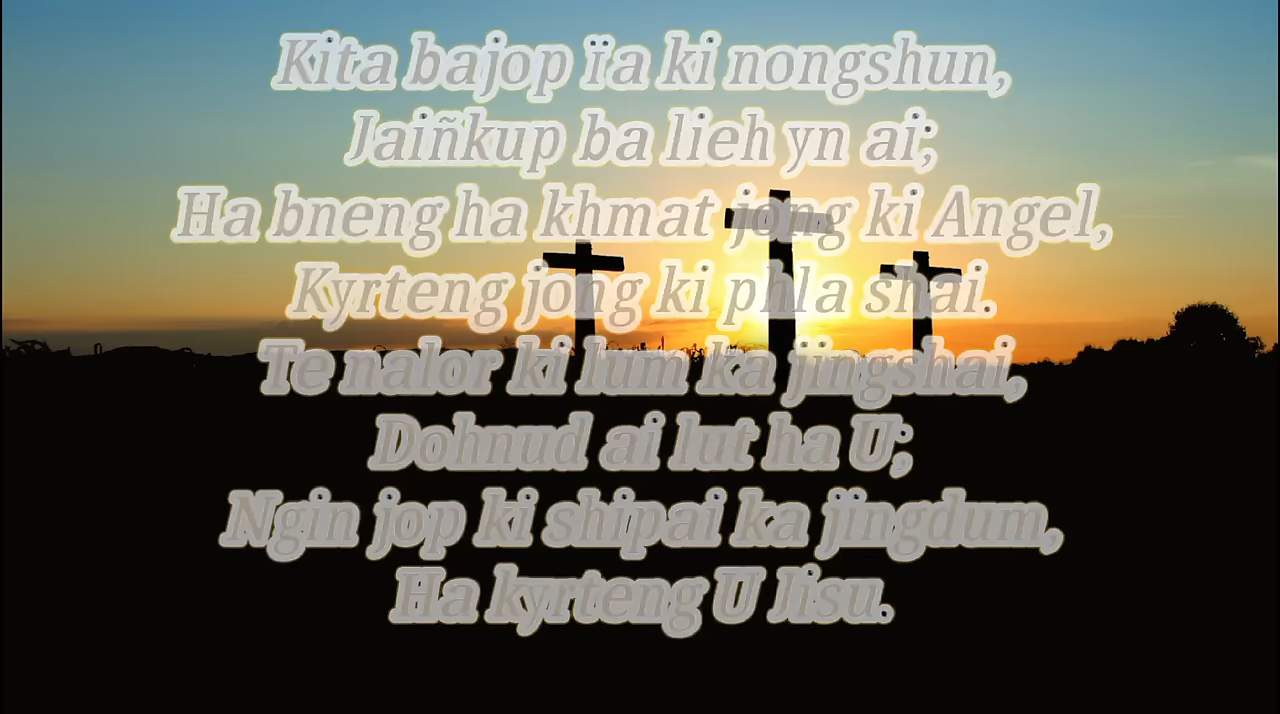 Kita bajop ïa ki nongshun,
Jaiñkup ba lieh yn ai;
Ha bneng ha khmat jong ki Angel,
Kyrteng jong ki phla shai.
Te nalor ki lum ka jingshai,
Dohnud ai lut ha U;
Ngin jop ki shipai ka jingdum,
Ha kyrteng U Jisu.